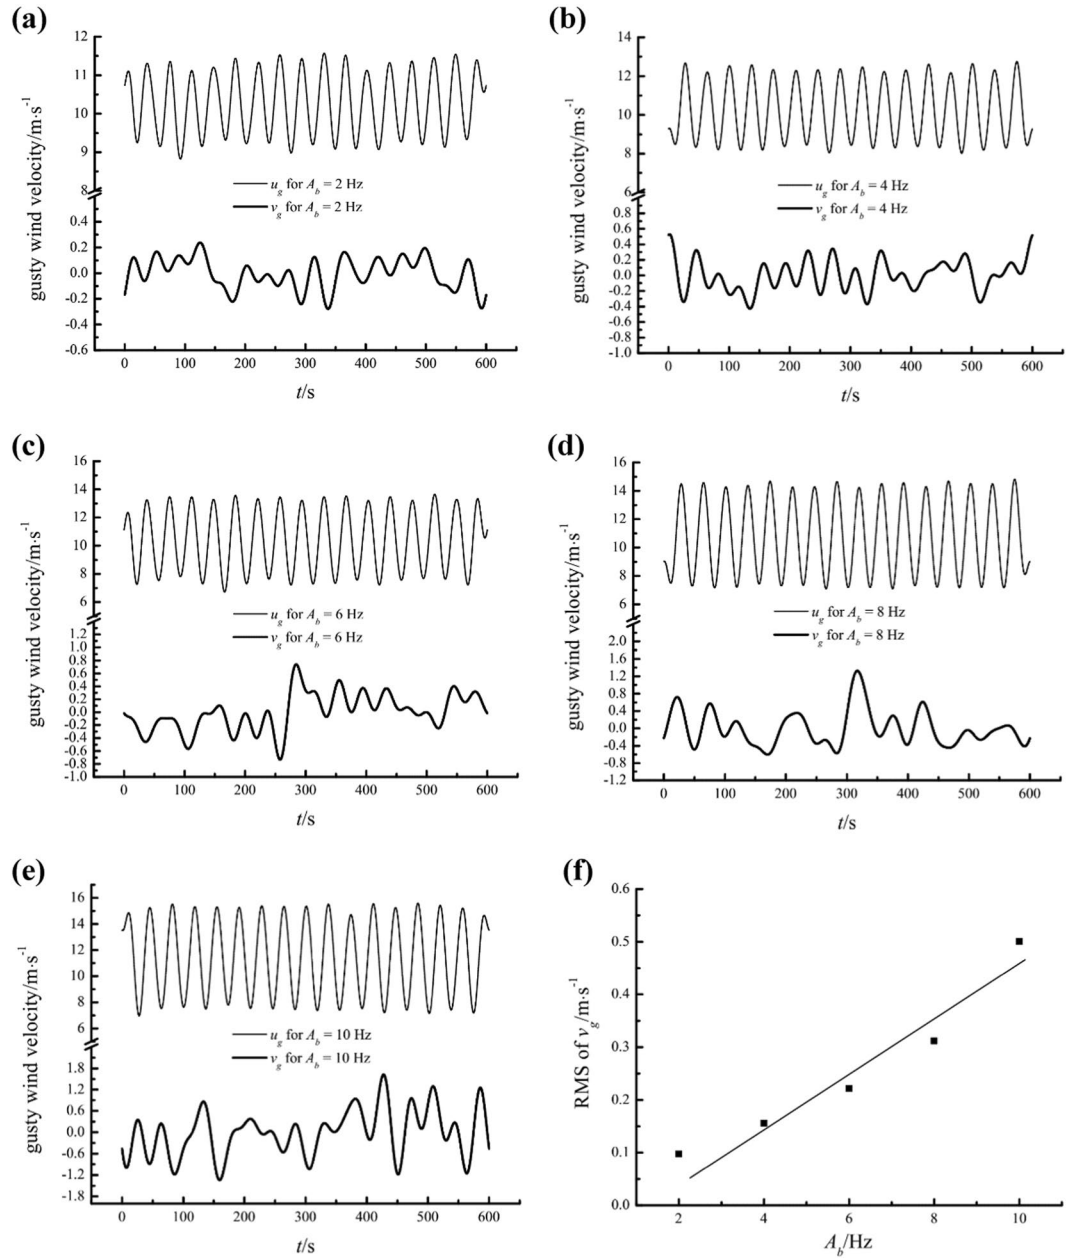 (a)
12
11
10
9
8
0.4
0.2
0.0
-0.2
-0.4
-0.6
gusty wind velocity/m·s⁻¹
u_g for A_b = 2 Hz
v_g for A_b = 2 Hz
0 100 200 300 400 500 600
t/s
(b)
14
12
10
8
6
0.8
0.6
0.4
0.2
0.0
-0.2
-0.4
-0.6
-0.8
-1.0
gusty wind velocity/m·s⁻¹
u_g for A_b = 4 Hz
v_g for A_b = 4 Hz
0 100 200 300 400 500 600
t/s
(c)
16
14
12
10
8
6
1.2
1.0
0.8
0.6
0.4
0.2
0.0
-0.2
-0.4
-0.6
-0.8
-1.0
gusty wind velocity/m·s⁻¹
u_g for A_b = 6 Hz
v_g for A_b = 6 Hz
0 100 200 300 400 500 600
t/s
(d)
16
14
12
10
8
6
2.0
1.6
1.2
0.8
0.4
0.0
-0.4
-0.8
-1.2
gusty wind velocity/m·s⁻¹
u_g for A_b = 8 Hz
v_g for A_b = 8 Hz
0 100 200 300 400 500 600
t/s
(e)
16
14
12
10
8
6
1.8
1.2
0.6
0.0
-0.6
-1.2
-1.8
gusty wind velocity/m·s⁻¹
u_g for A_b = 10 Hz
v_g for A_b = 10 Hz
0 100 200 300 400 500 600
t/s
(f)
0.6
0.5
0.4
0.3
0.2
0.1
0.0
RMS of v_g/m·s⁻¹
2 4 6 8 10
A_b/Hz